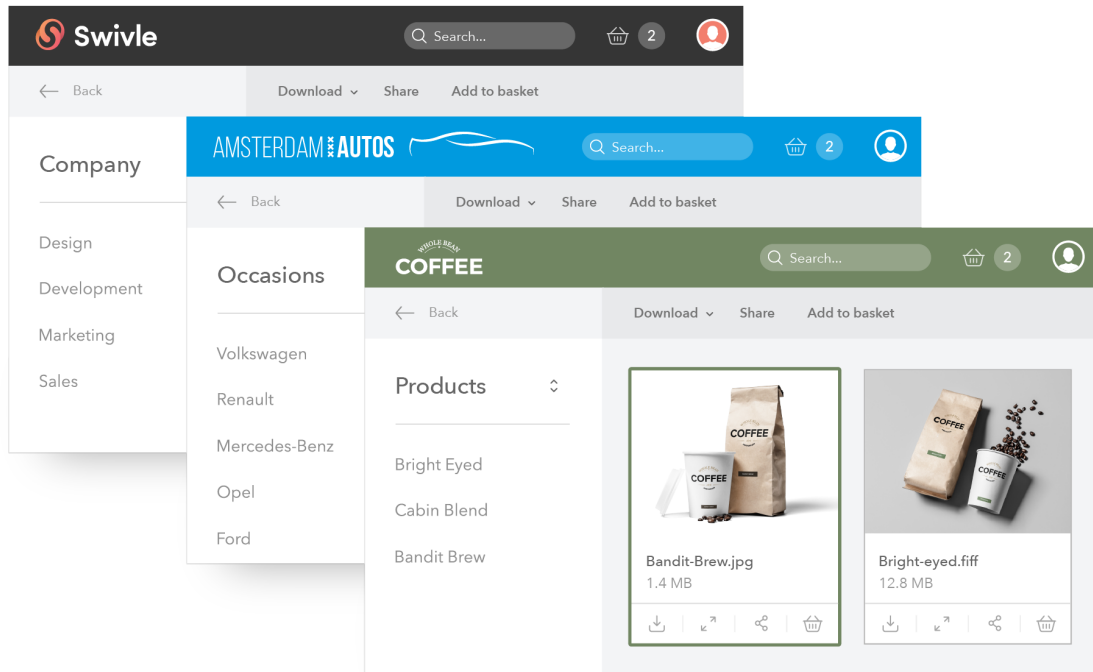 Swivle
Search...
2
Back
Download
Share
Add to basket
Company
Design
Development
Marketing
Sales
AMSTERDAM XXX AUTOS
Search...
2
Back
Download
Share
Add to basket
Occasions
Volkswagen
Renault
Mercedes-Benz
Opel
Ford
WHOLE BEAN
COFFEE
Search...
2
Back
Download
Share
Add to basket
Products
Bright Eyed
Cabin Blend
Bandit Brew
COFFEE
COFFEE
Bandit-Brew.jpg
1.4 MB
COFFEE
COFFEE
Bright-eyed.fiff
12.8 MB